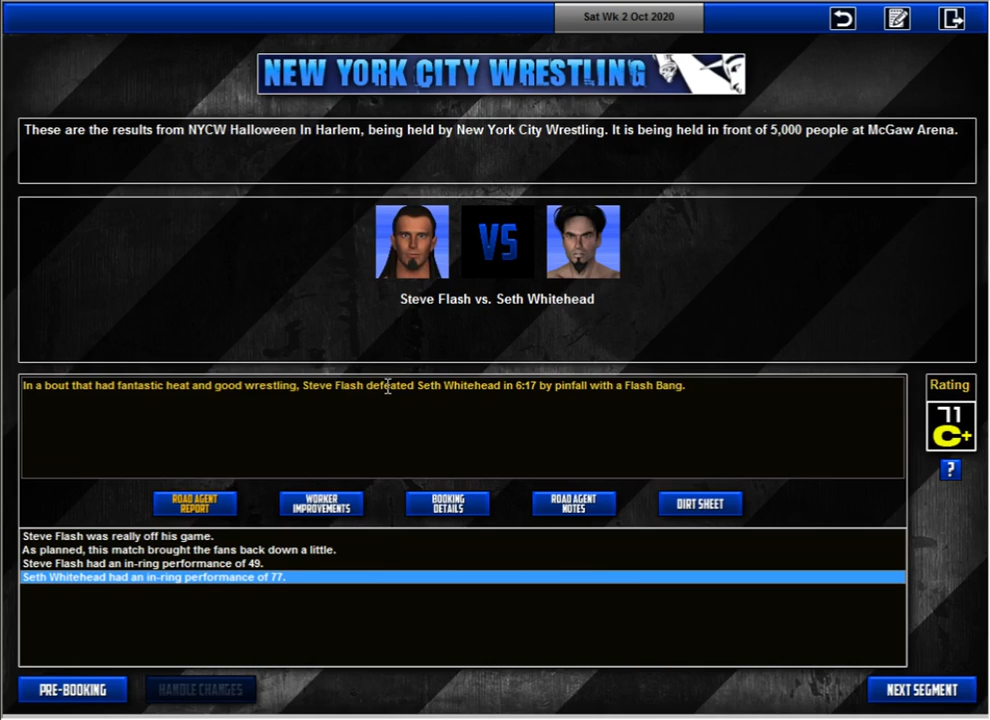 Sat Wk 2 Oct 2020
NEW YORK CITY WRESTLING
These are the results from NYCW Halloween In Harlem, being held by New York City Wrestling. It is being held in front of 5,000 people at McGaw Arena.
VS
Steve Flash vs. Seth Whitehead
In a bout that had fantastic heat and good wrestling, Steve Flash defeated Seth Whitehead in 6:17 by pinfall with a Flash Bang.
Rating
71
C+
?
ROAD AGENT REPORT
WORKER IMPROVEMENTS
BOOKING DETAILS
ROAD AGENT NOTES
DIRT SHEET
Steve Flash was really off his game.
As planned, this match brought the fans back down a little.
Steve Flash had an in-ring performance of 49.
Seth Whitehead had an in-ring performance of 77.
PRE-BOOKING
HANDLE CHANGES
NEXT SEGMENT